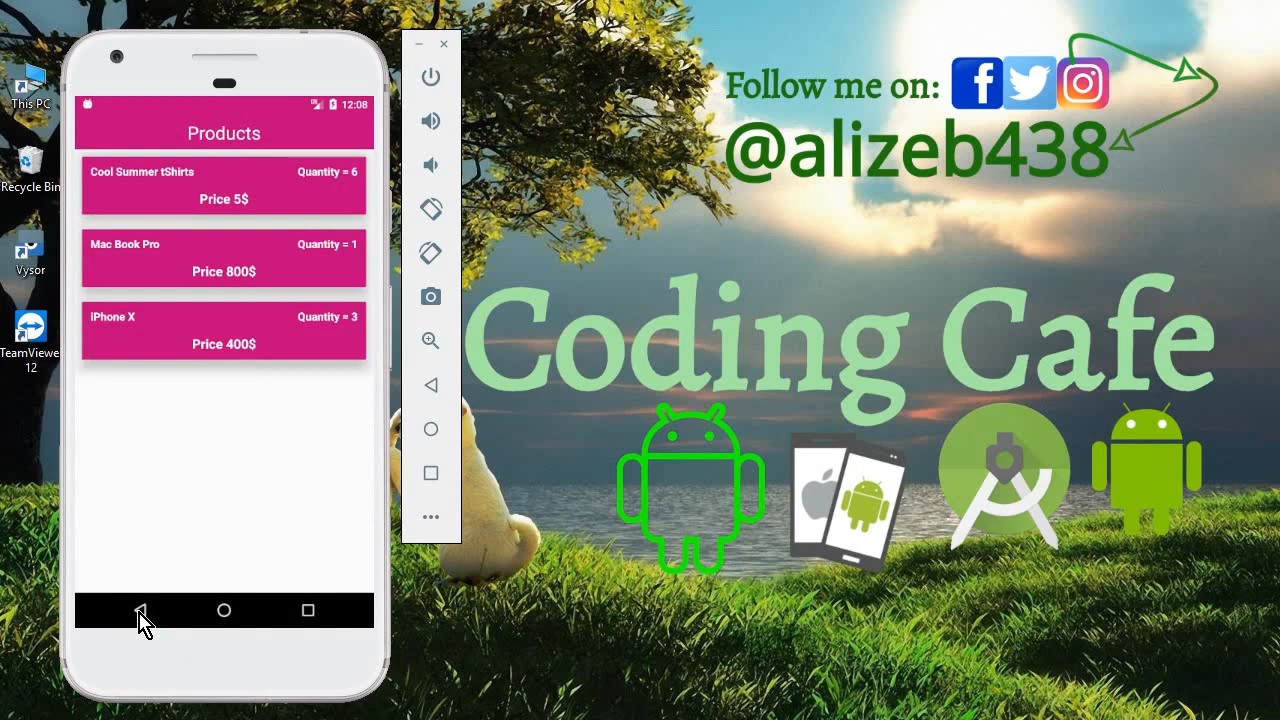 This PC
Recycle Bin
Vysor
TeamViewe
12
12:08
Products
Cool Summer tShirts
Quantity = 6
Price 5$
Mac Book Pro
Quantity = 1
Price 800$
iPhone X
Quantity = 3
Price 400$
Follow me on:
@alizeb438
Coding Cafe